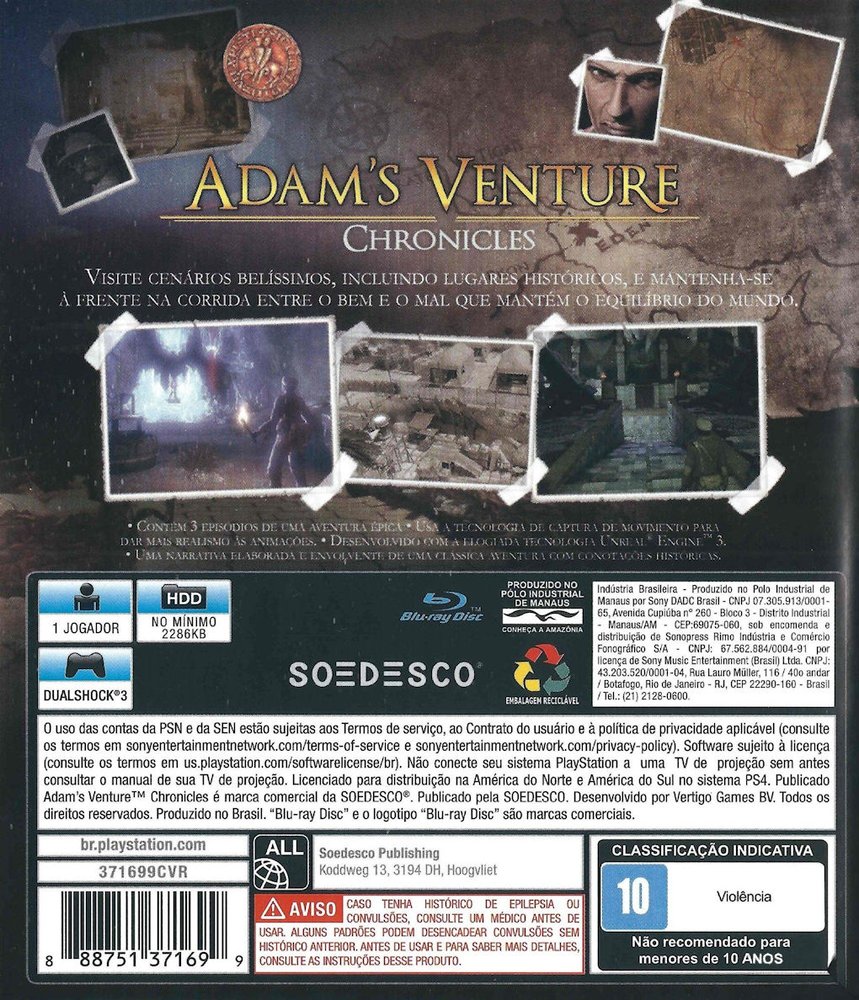 ADAM'S VENTURE
CHRONICLES
VISITE CENÁRIOS BELÍSSIMOS, INCLUINDO LUGARES HISTÓRICOS, E MANTENHA-SE
À FRENTE NA CORRIDA ENTRE O BEM E O MAL QUE MANTÉM O EQUILÍBRIO DO MUNDO.
• CONTÉM 3 EPISÓDIOS DE UMA AVENTURA ÉPICA • USA A TECNOLOGIA DE CAPTURA DE MOVIMENTO PARA
DAR MAIS REALISMO ÀS ANIMAÇÕES. • DESENVOLVIDO COM A ELOGIADA TECNOLOGIA UNREAL® ENGINE™ 3.
• UMA NARRATIVA ELABORADA E ENVOLVENTE DE UMA CLÁSSICA AVENTURA COM CONOTAÇÕES HISTÓRICAS.
1 JOGADOR
HDD
NO MÍNIMO
2286KB
DUALSHOCK®3
SOEDESCO®
Blu-ray Disc™
PRODUZIDO NO
PÓLO INDUSTRIAL
DE MANAUS
CONHEÇA A AMAZÔNIA
EMBALAGEM RECICLÁVEL
Indústria Brasileira - Produzido no Polo Industrial de
Manaus por Sony DADC Brasil - CNPJ 07.305.913/0001-
65, Avenida Cupiúba nº 260 - Bloco 3 - Distrito Industrial
- Manaus/AM - CEP:69075-060, sob encomenda e
distribuição de Sonopress Rimo Indústria e Comércio
Fonográfico S/A - CNPJ: 67.562.884/0004-91 por
licença de Sony Music Entertainment (Brasil) Ltda. CNPJ:
43.203.520/0001-04, Rua Lauro Müller, 116 / 40o andar
/ Botafogo, Rio de Janeiro - RJ, CEP 22290-160 - Brasil
/ Tel.: (21) 2128-0600.
O uso das contas da PSN e da SEN estão sujeitas aos Termos de serviço, ao Contrato do usuário e à política de privacidade aplicável (consulte
os termos em sonyentertainmentnetwork.com/terms-of-service e sonyentertainmentnetwork.com/privacy-policy). Software sujeito à licença
(consulte os termos em us.playstation.com/softwarelicense/br). Não conecte seu sistema PlayStation a uma TV de projeção sem antes
consultar o manual de sua TV de projeção. Licenciado para distribuição na América do Norte e América do Sul no sistema PS4. Publicado
Adam's Venture™ Chronicles é marca comercial da SOEDESCO®. Publicado pela SOEDESCO. Desenvolvido por Vertigo Games BV. Todos os
direitos reservados. Produzido no Brasil. "Blu-ray Disc" e o logotipo "Blu-ray Disc" são marcas comerciais.
br.playstation.com
371699CVR
8 88751 37169 9
ALL
Soedesco Publishing
Koddweg 13, 3194 DH, Hoogvliet
AVISO CASO TENHA HISTÓRICO DE EPILEPSIA OU
CONVULSÕES, CONSULTE UM MÉDICO ANTES DE
USAR. ALGUNS PADRÕES PODEM DESENCADEAR CONVULSÕES SEM
HISTÓRICO ANTERIOR. ANTES DE USAR E PARA SABER MAIS DETALHES,
CONSULTE AS INSTRUÇÕES DESSE PRODUTO.
CLASSIFICAÇÃO INDICATIVA
10
Violência
Não recomendado para
menores de 10 ANOS